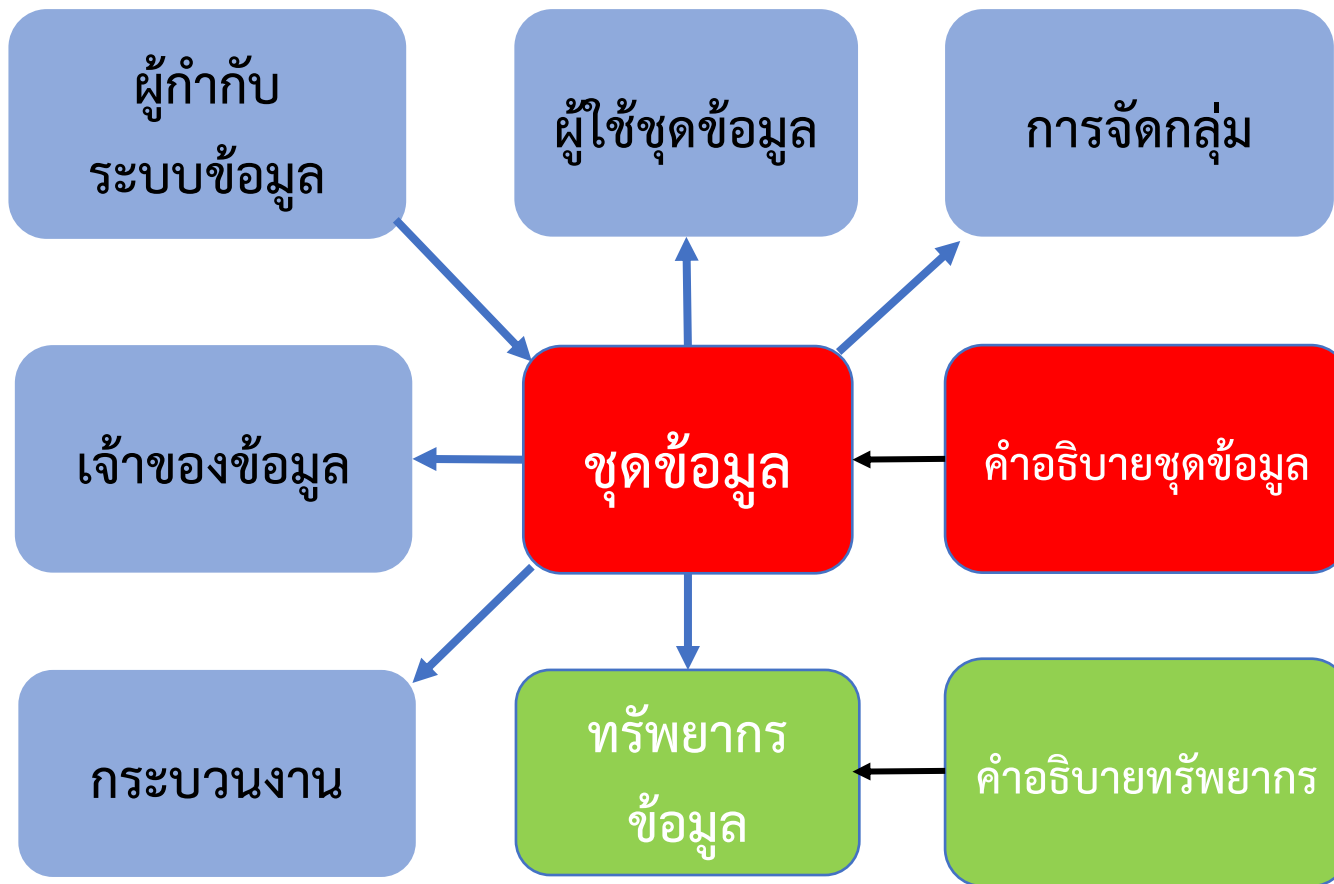 ผู้กำกับ
ระบบข้อมูล
ผู้ใช้ชุดข้อมูล
การจัดกลุ่ม
เจ้าของข้อมูล
ชุดข้อมูล
คำอธิบายชุดข้อมูล
กระบวนงาน
ทรัพยากร
ข้อมูล
คำอธิบายทรัพยากร